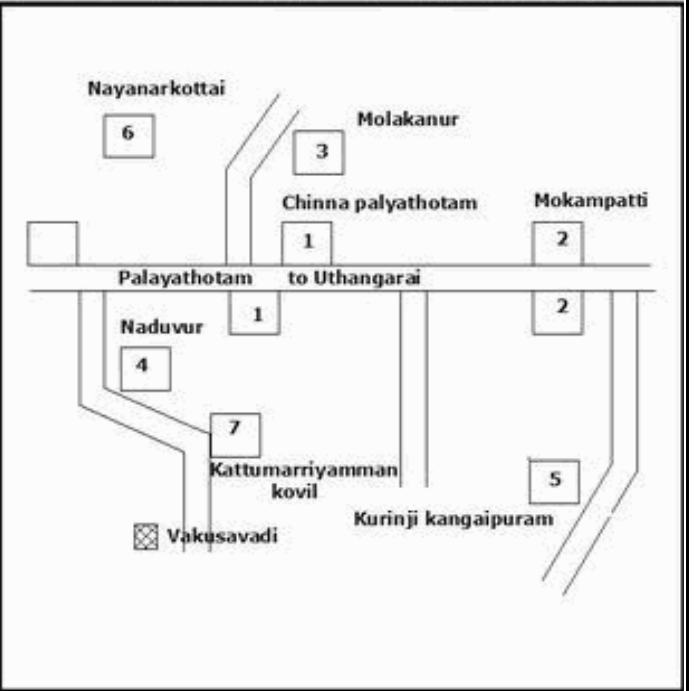 Nayanarkottai
6
Molakanur
3
Chinna palyathotam
1
Mokampatti
2
Palayathotam to Uthangarai
1
2
Naduvur
4
7
Kattumarriyamman
kovil
5
Kurinji kangaipuram
Vakusavadi